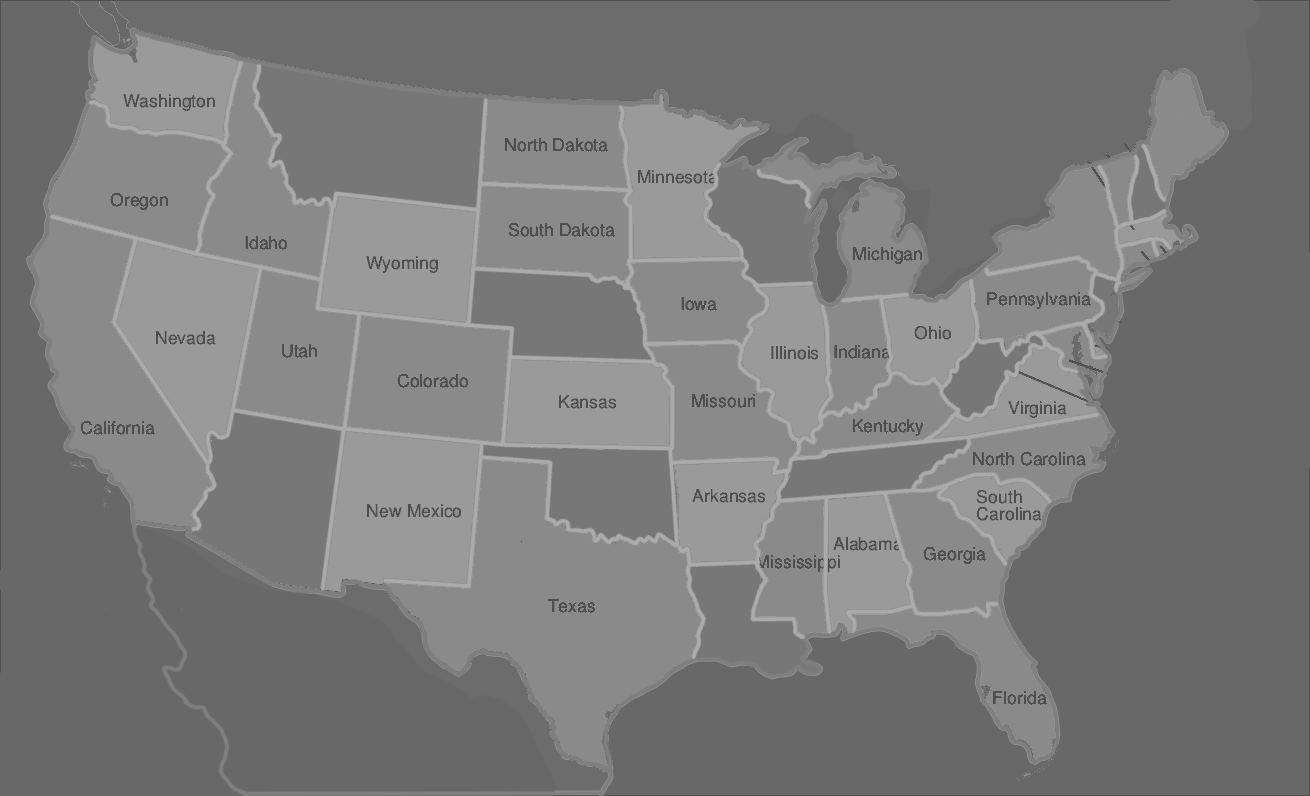 Washington
North Dakota
Minnesota
Oregon
South Dakota
Idaho
Wyoming
Michigan
Iowa
Pennsylvania
Nevada
Utah
Illinois
Indiana
Ohio
Colorado
Kansas
Missouri
Virginia
California
Kentucky
North Carolina
New Mexico
Arkansas
South
Carolina
Mississippi
Alabama
Georgia
Texas
Florida